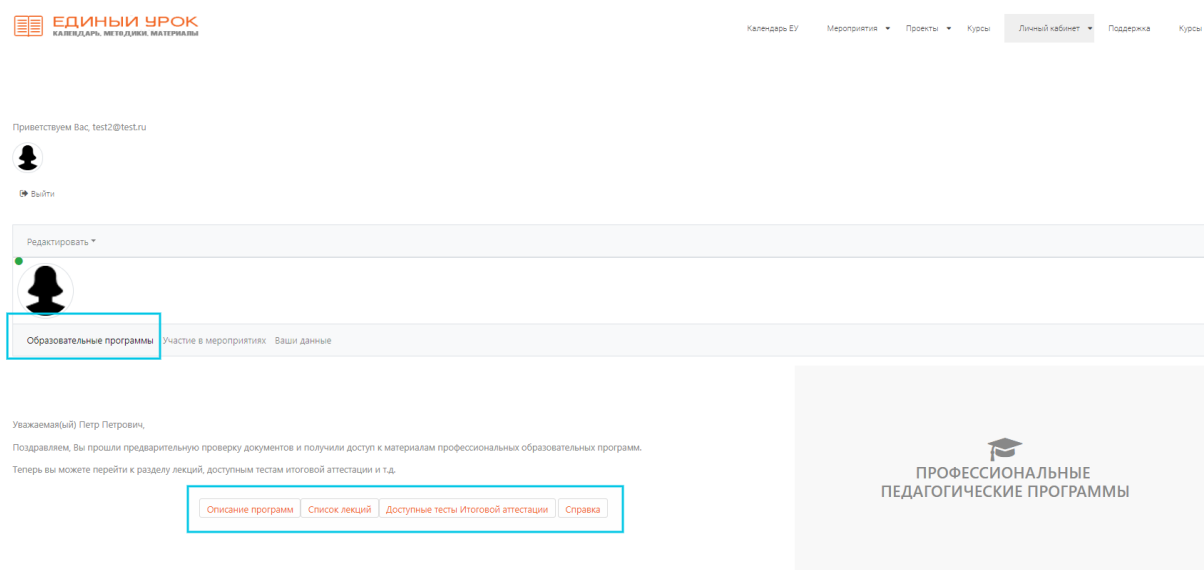 ЕДИНЫЙ УРОК
КАЛЕНДАРЬ. МЕТОДИКИ. МАТЕРИАЛЫ
Календарь ЕУ Мероприятия Проекты Курсы Личный кабинет Поддержка Курсы
Приветствуем Вас, test2@test.ru
Выйти
Редактировать
Образовательные программы Участие в мероприятиях Ваши данные
Уважаемая(ый) Петр Петрович,
Поздравляем, Вы прошли предварительную проверку документов и получили доступ к материалам профессиональных образовательных программ.
Теперь вы можете перейти к разделу лекций, доступным тестам итоговой аттестации и т.д.
Описание программ Список лекций Доступные тесты Итоговой аттестации Справка
ПРОФЕССИОНАЛЬНЫЕ
ПЕДАГОГИЧЕСКИЕ ПРОГРАММЫ